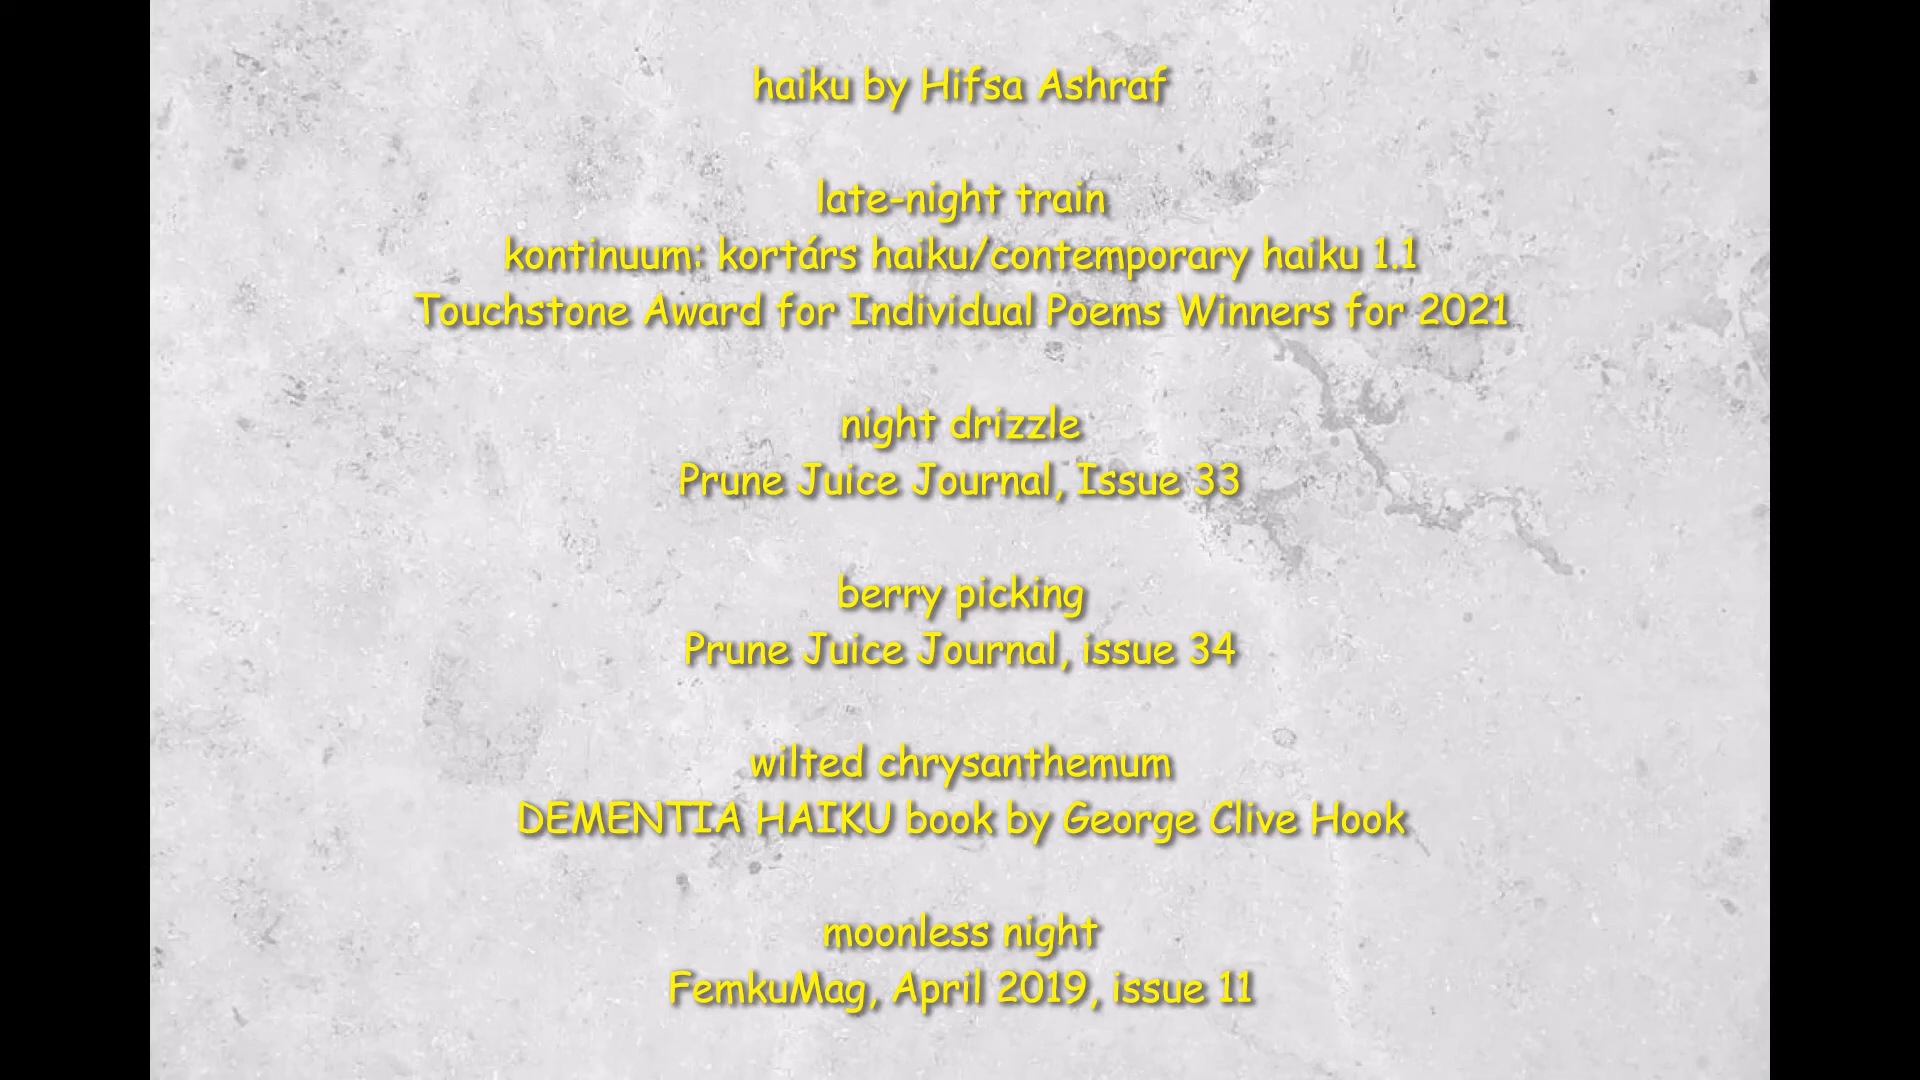 haiku by Hifsa Ashraf
late-night train
kontinuum: kortárs haiku/contemporary haiku 1.1
Touchstone Award for Individual Poems Winners for 2021
night drizzle
Prune Juice Journal, Issue 33
berry picking
Prune Juice Journal, issue 34
wilted chrysanthemum
DEMENTIA HAIKU book by George Clive Hook
moonless night
FemkuMag, April 2019, issue 11